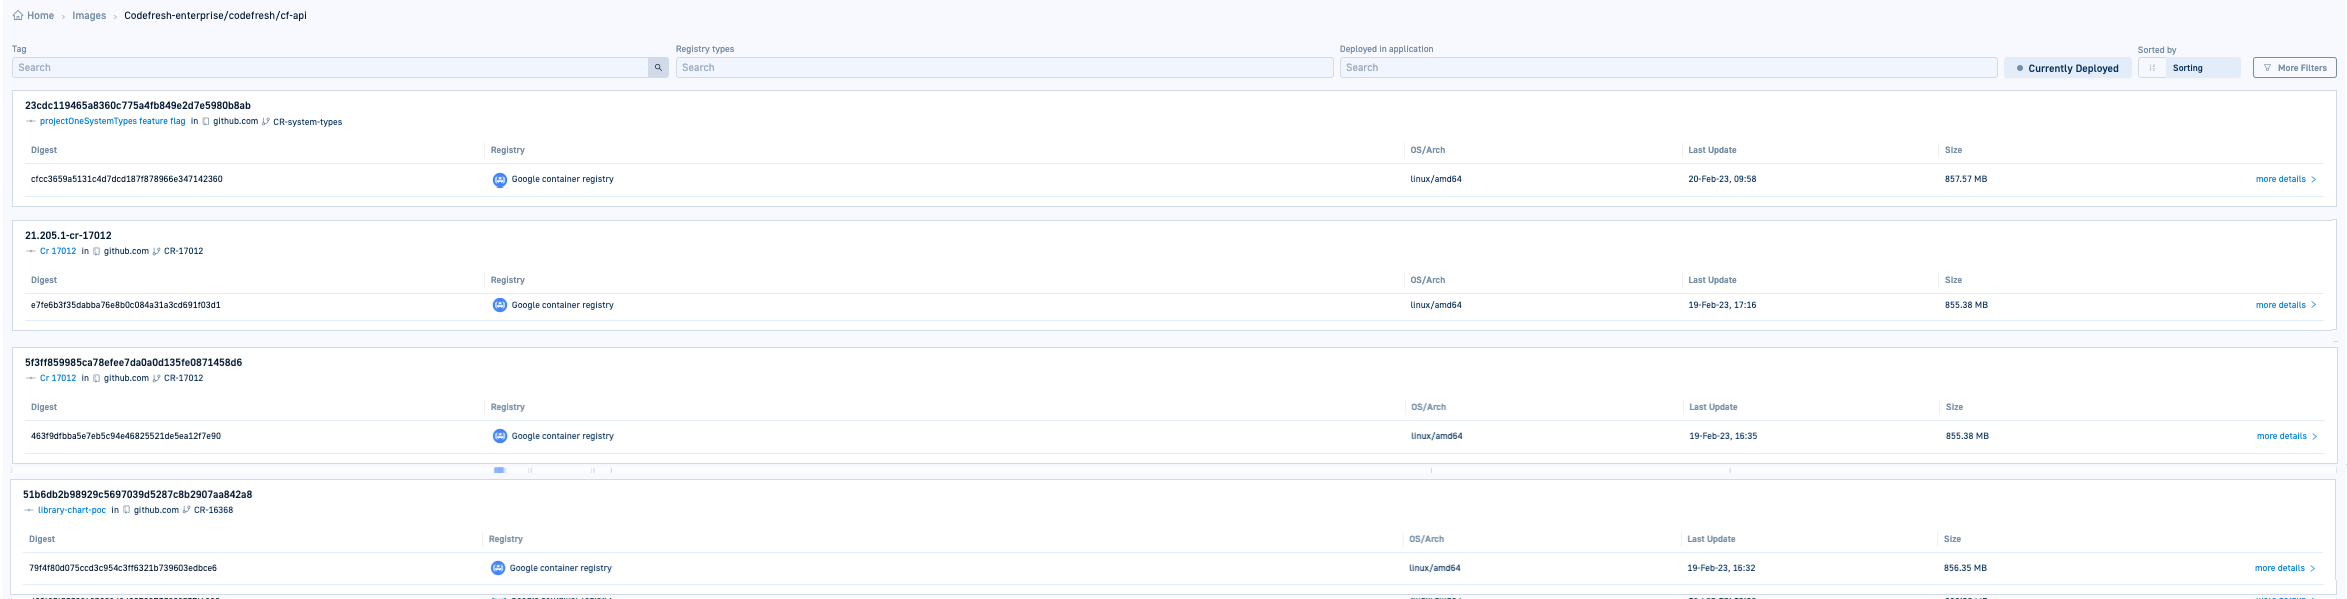 Home > Images > Codefresh-enterprise/codefresh/cf-api
Tag Registry types Deployed in application Sorted by
Search Search Search Currently Deployed Sorting More Filters
23cdc119465a8360c775a4fb849e2d7e5980b8ab
projectOneSystemTypes feature flag in github.com CR-system-types
Digest Registry OS/Arch Last Update Size
cfcc3659a5131c4d7dcd187f878966e347142360 Google container registry linux/amd64 20-Feb-23, 09:58 857.57 MB more details >
21.205.1-cr-17012
Cr 17012 in github.com CR-17012
Digest Registry OS/Arch Last Update Size
e7fe6b3f35dabba76e8b0c084a31a3cd691f03d1 Google container registry linux/amd64 19-Feb-23, 17:16 855.38 MB more details >
5f3ff859985ca78efee7da0a0d135fe0871458d6
Cr 17012 in github.com CR-17012
Digest Registry OS/Arch Last Update Size
463f9dfbba5e7eb5c94e46825521de5ea12f7e90 Google container registry linux/amd64 19-Feb-23, 16:35 855.38 MB more details >
51b6db2b98929c5697039d5287c8b2907aa842a8
library-chart-poc in github.com CR-16368
Digest Registry OS/Arch Last Update Size
79f4f80d075ccd3c954c3ff6321b739603edbce6 Google container registry linux/amd64 19-Feb-23, 16:32 856.35 MB more details >